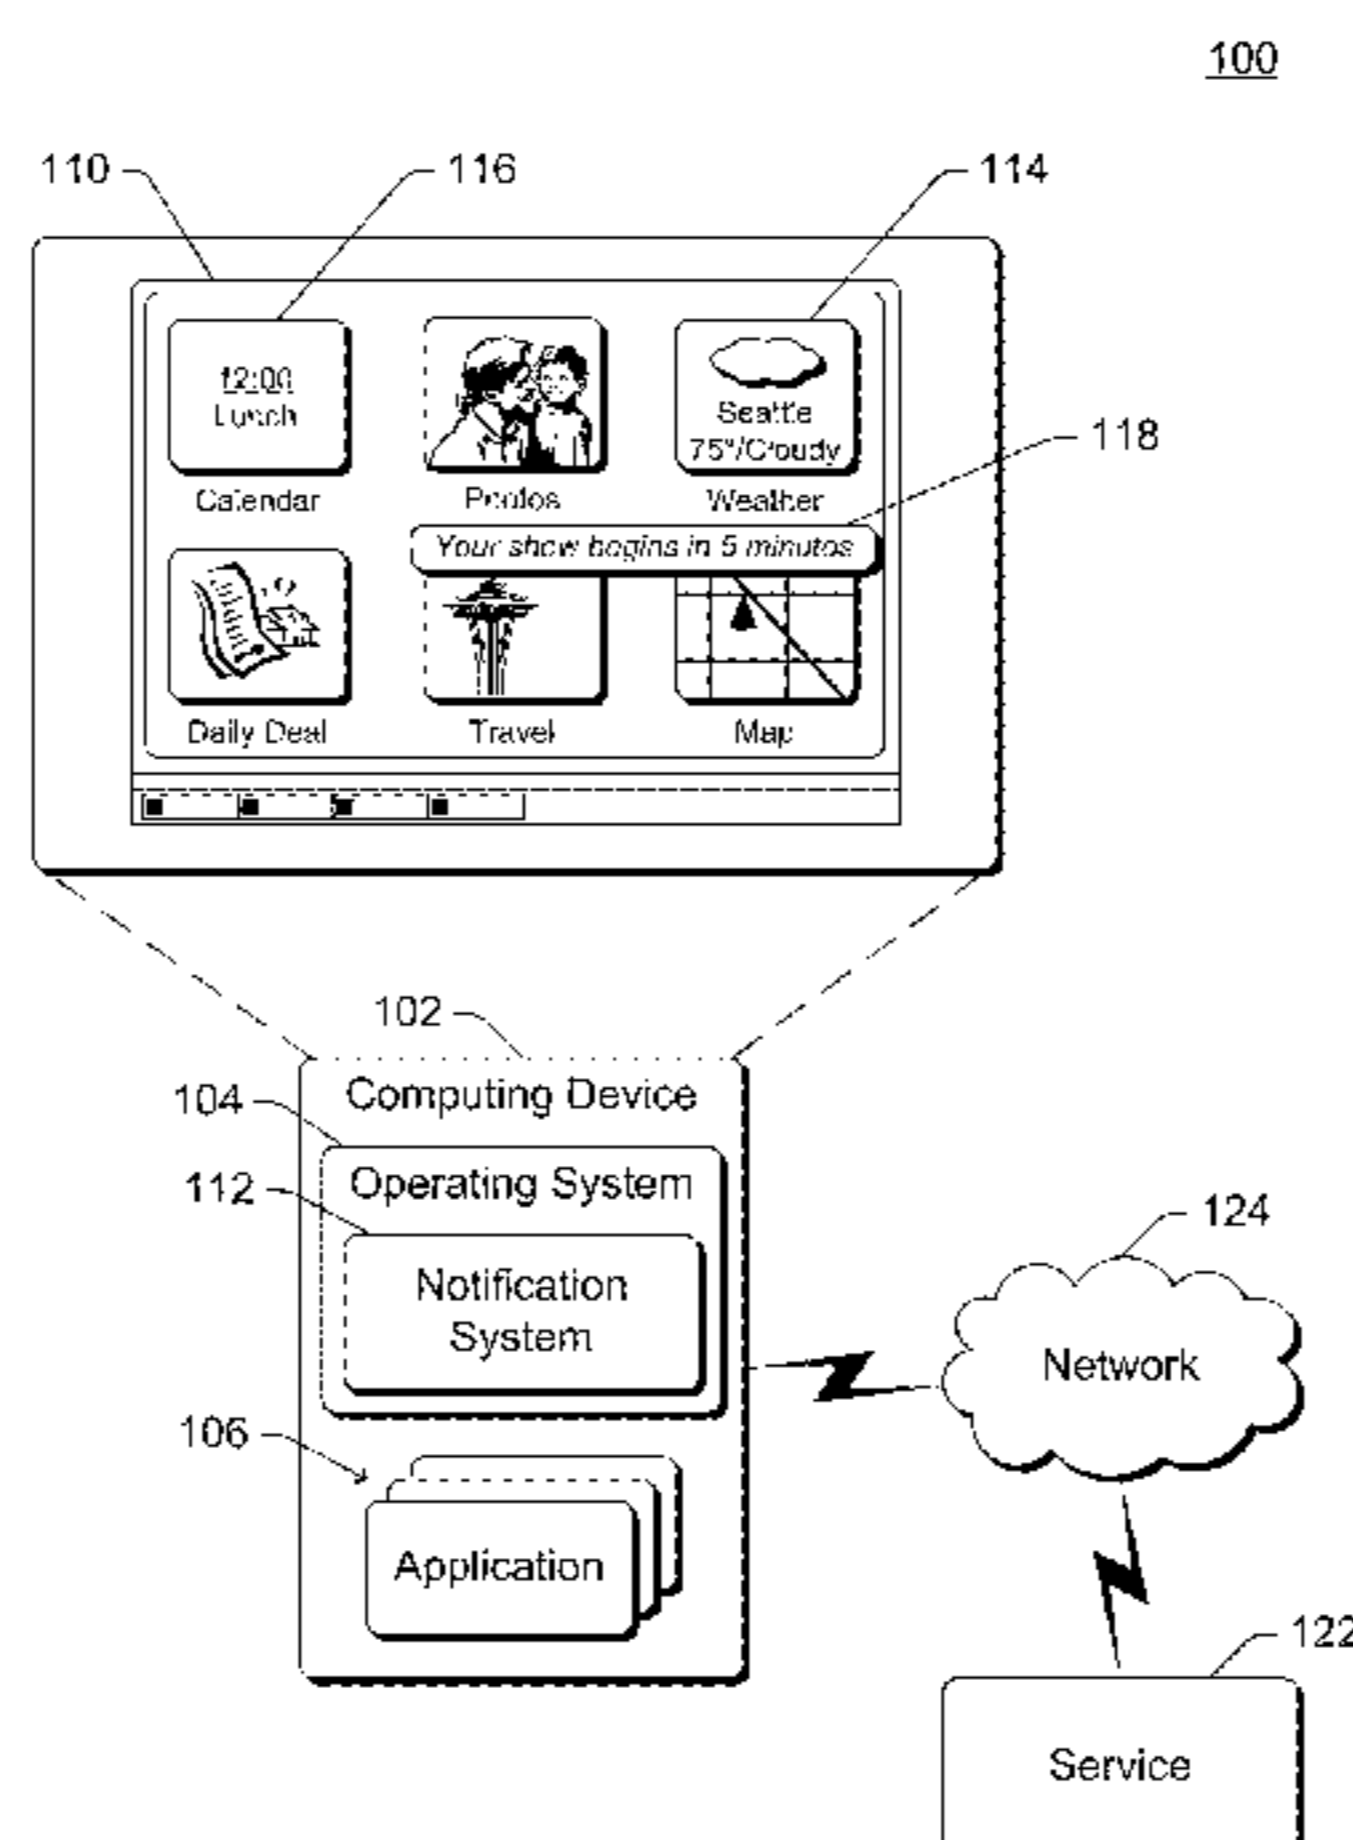 100
110
116
114
12:00
Lunch
Seattle
75°/Cloudy
118
Calendar
Photos
Weather
Your show begins in 5 minutes
Daily Deal
Travel
Map
102
Computing Device
104
Operating System
112
Notification
System
124
Network
106
Application
122
Service